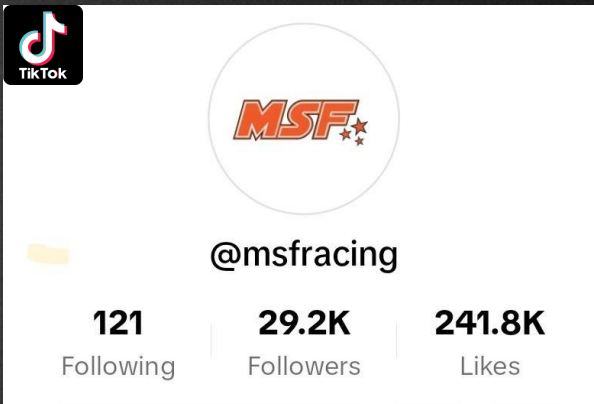 TikTok
MSF
@msfracing
121 29.2K 241.8K
Following Followers Likes